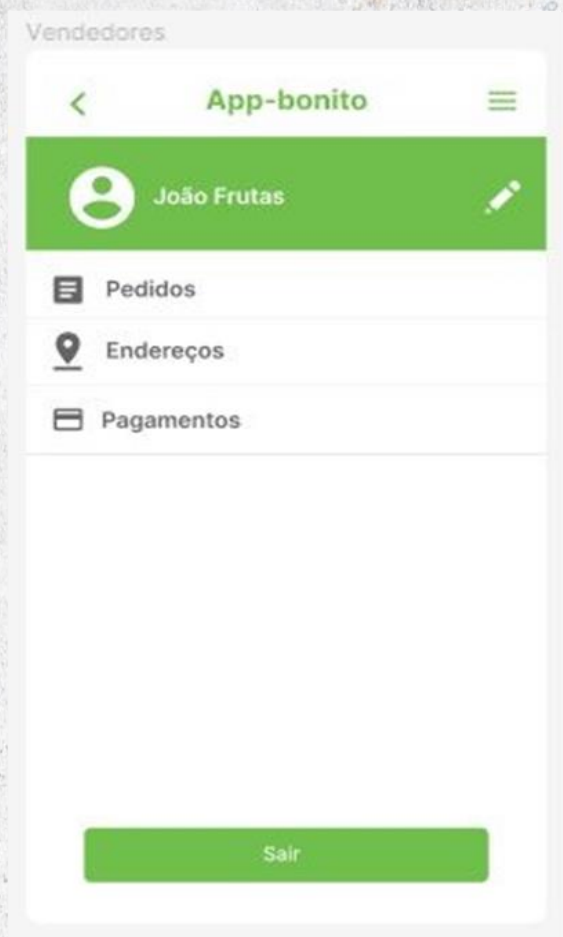 Vendedores
App-bonito
João Frutas
Pedidos
Endereços
Pagamentos
Sair